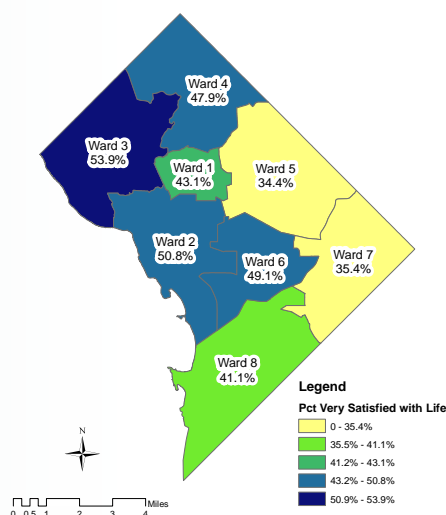 Ward 4
47.9%
Ward 3
53.9%
Ward 1
43.1%
Ward 5
34.4%
Ward 2
50.8%
Ward 6
49.1%
Ward 7
35.4%
Ward 8
41.1%
Legend
Pct Very Satisfied with Life
0 - 35.4%
35.5% - 41.1%
41.2% - 43.1%
43.2% - 50.8%
50.9% - 53.9%
N
Miles
0 0.5 1 2 3 4